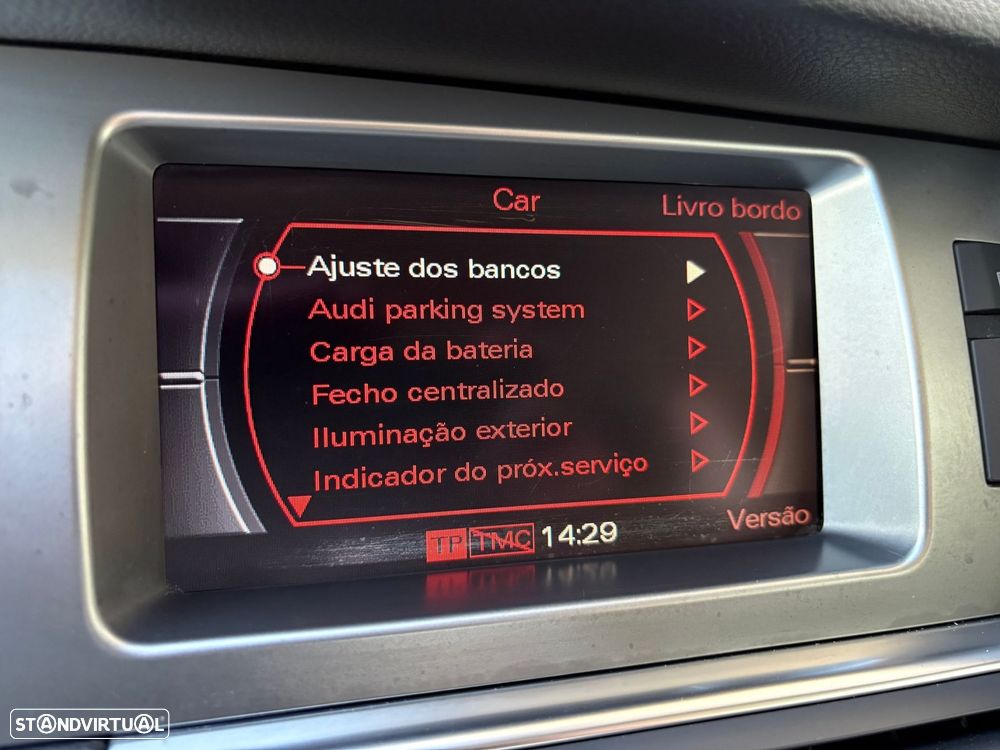 Car
Livro bordo
Ajuste dos bancos
Audi parking system
Carga da bateria
Fecho centralizado
Iluminação exterior
Indicador do próx.serviço
Versão
TP TMC 14:29
STANDVIRTUAL